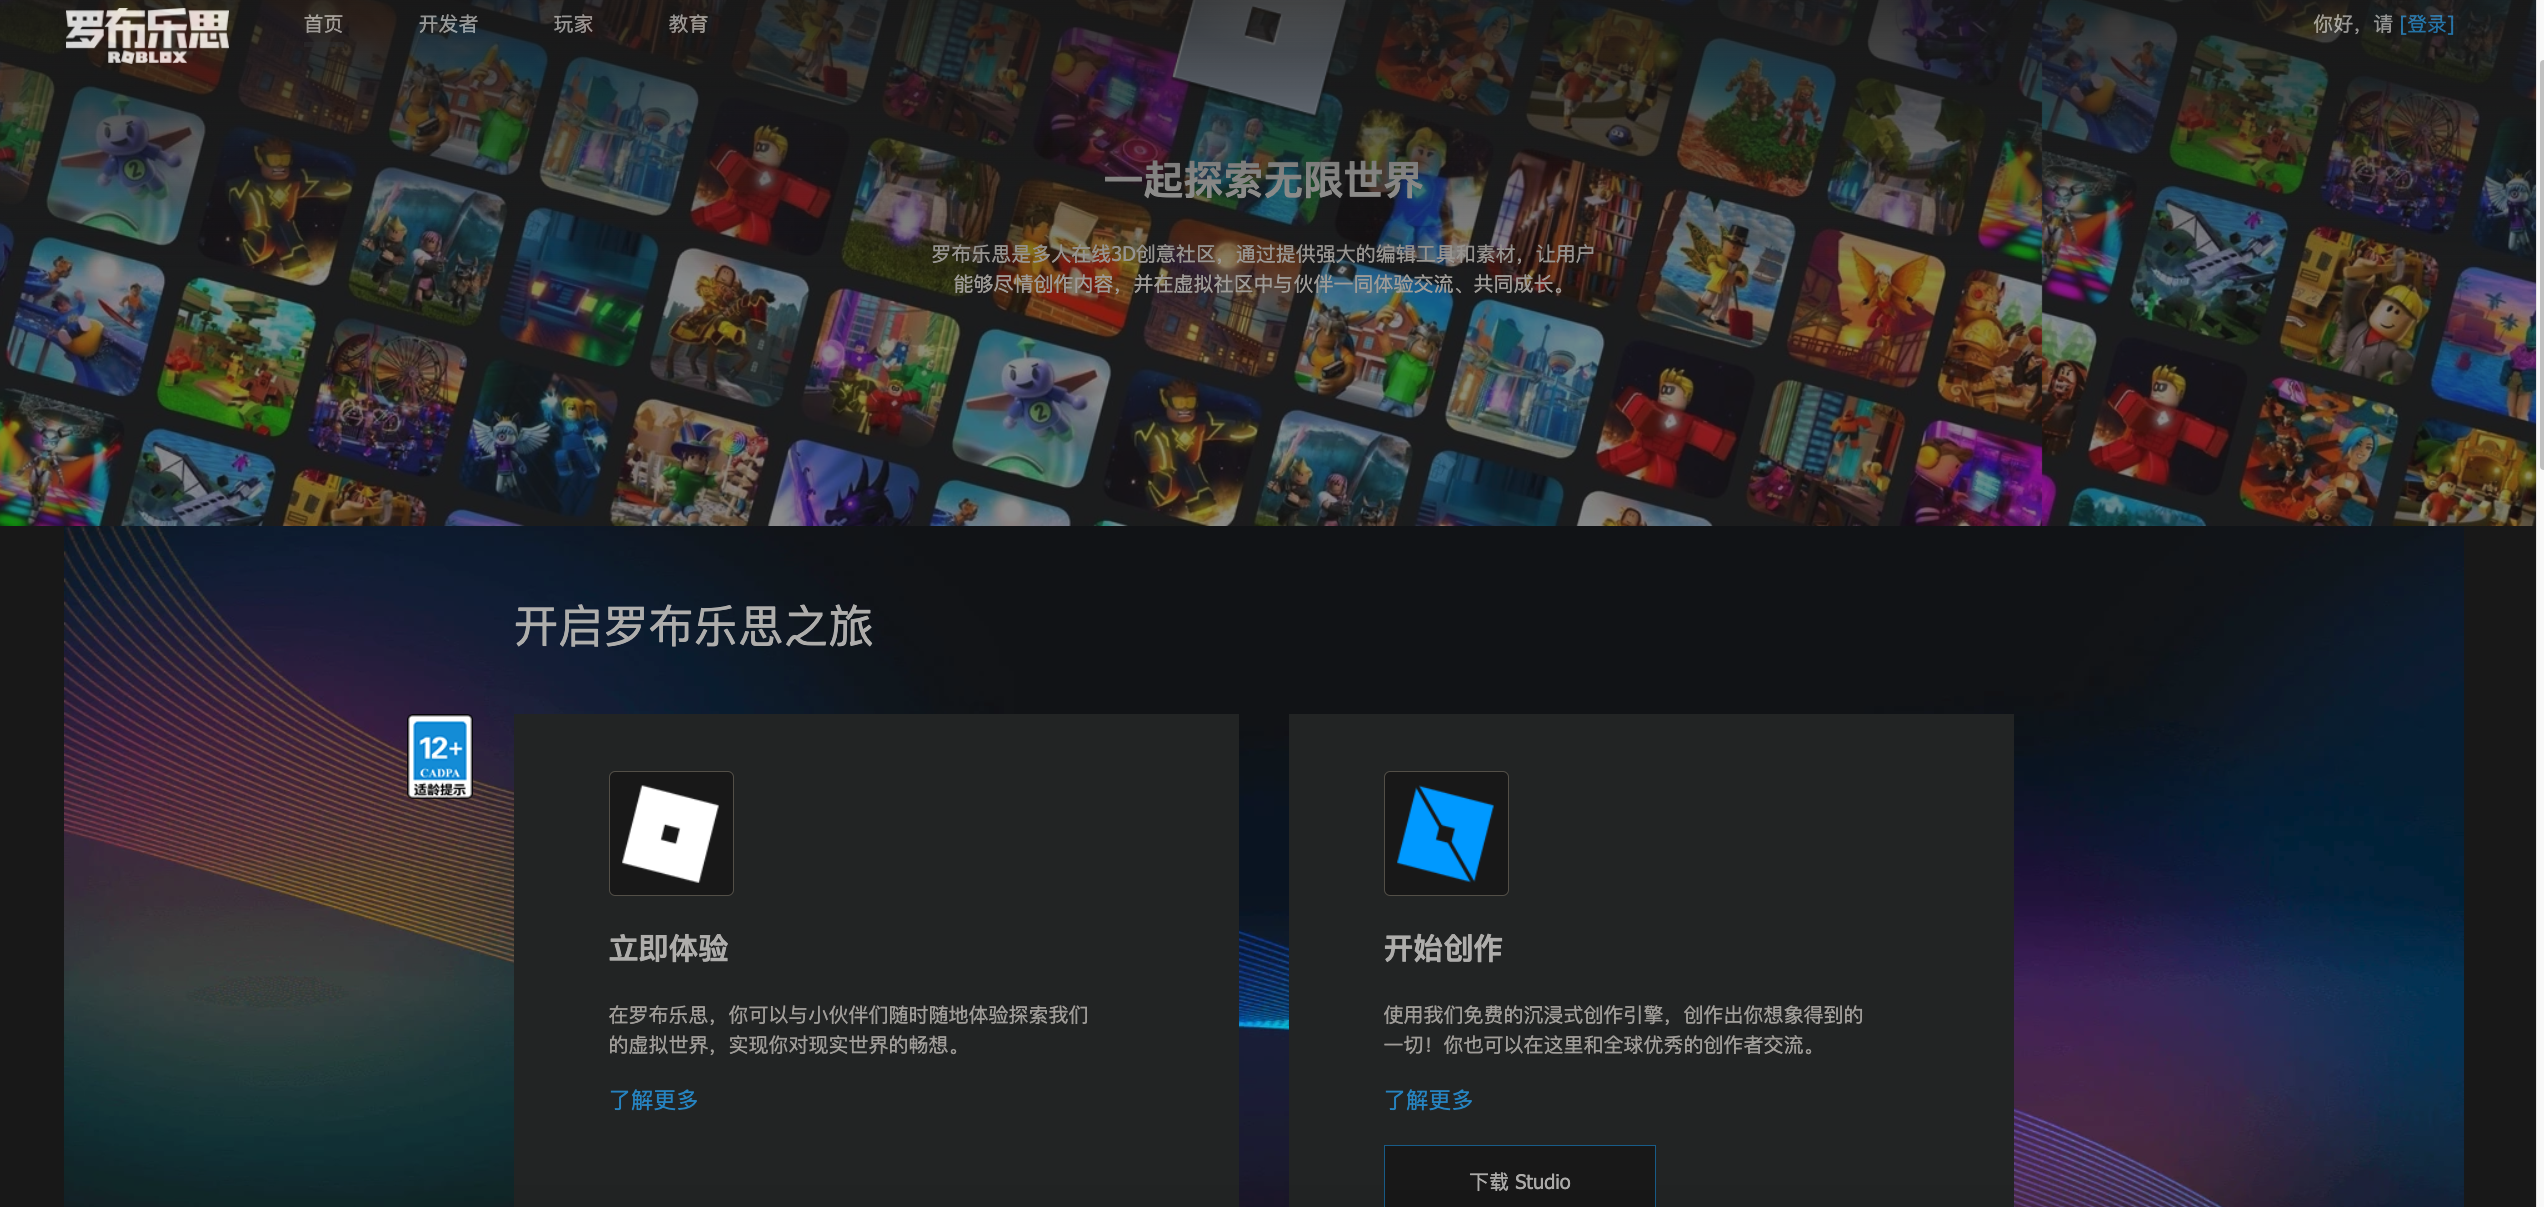 罗布乐思
ROBLOX
首页
开发者
玩家
教育
你好，请 [登录]
一起探索无限世界
罗布乐思是多人在线3D创意社区，通过提供强大的编辑工具和素材，让用户
能够尽情创作内容，并在虚拟社区中与伙伴一同体验交流、共同成长。
开启罗布乐思之旅
12+
CADPA
适龄提示
立即体验
在罗布乐思，你可以与小伙伴们随时随地体验探索我们
的虚拟世界，实现你对现实世界的畅想。
了解更多
开始创作
使用我们免费的沉浸式创作引擎，创作出你想象得到的
一切！你也可以在这里和全球优秀的创作者交流。
了解更多
下载 Studio